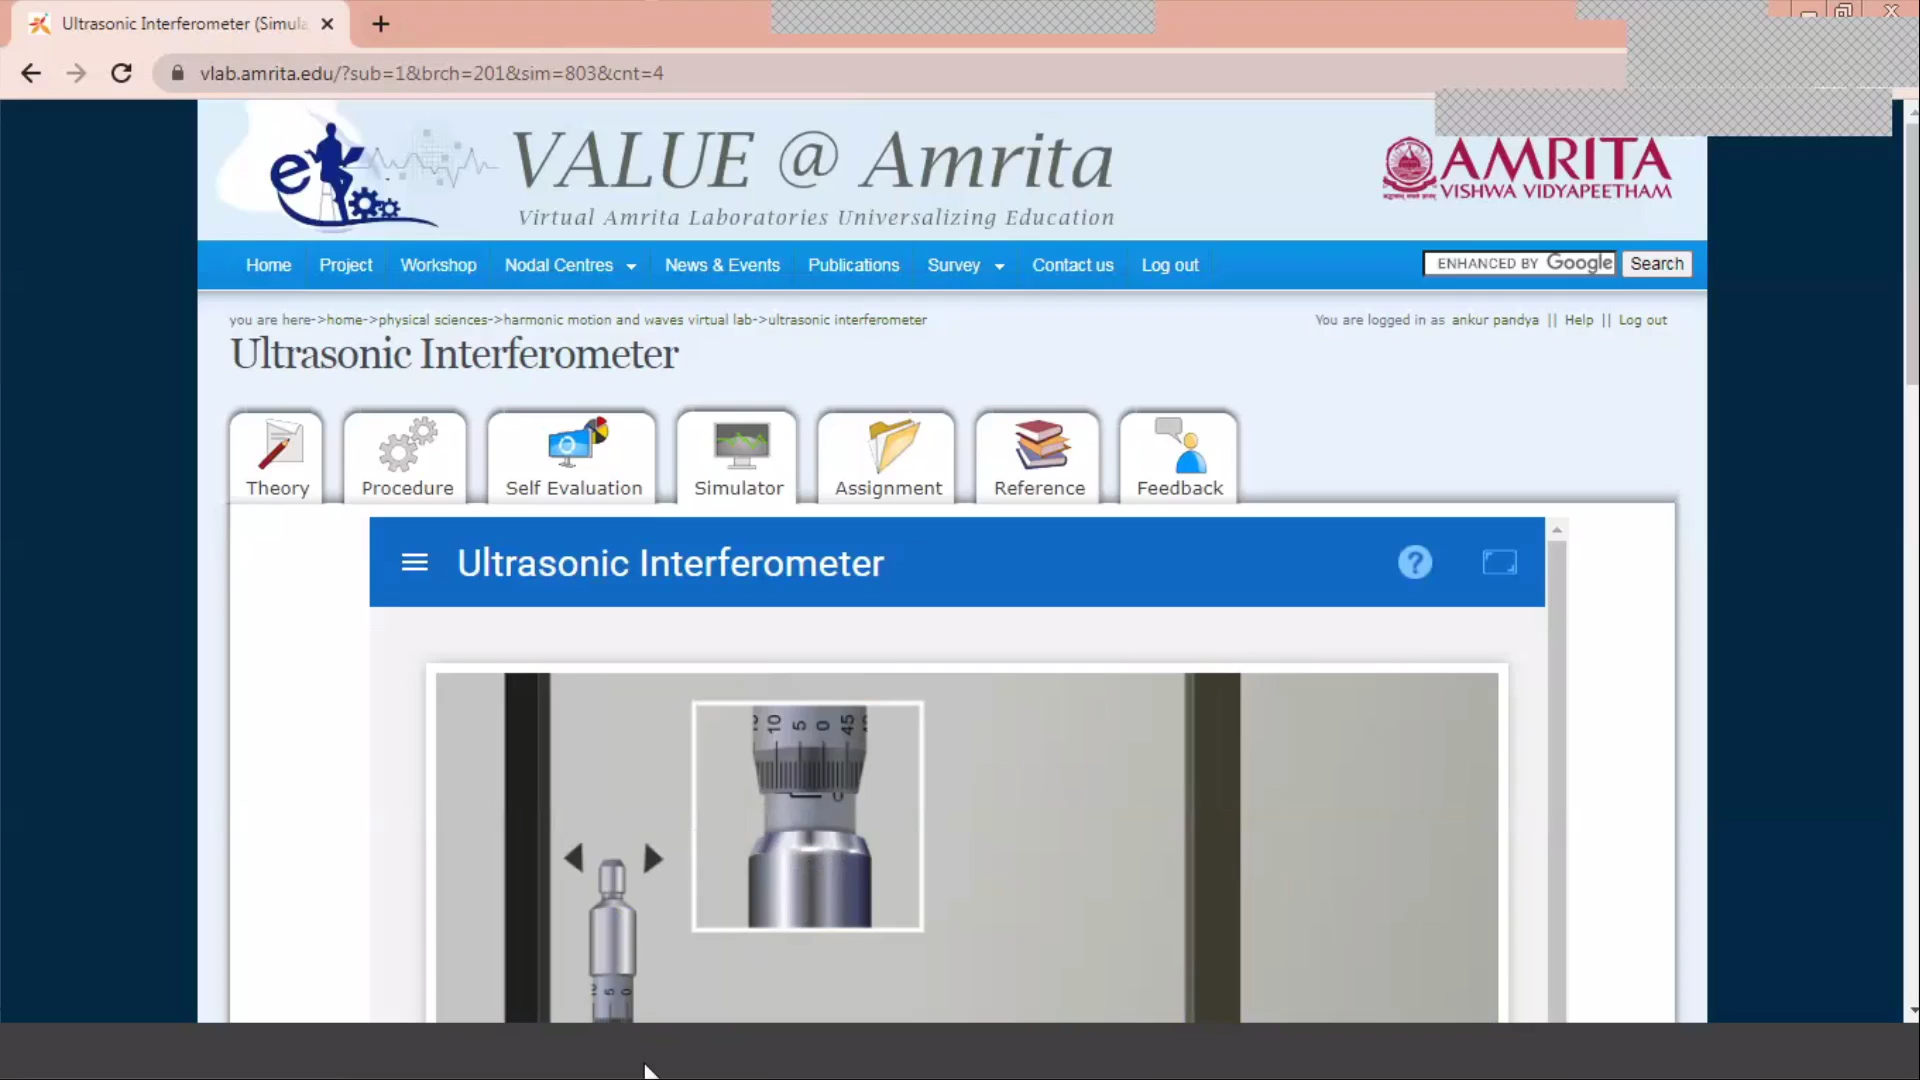 Ultrasonic Interferometer (Simula
vlab.amrita.edu/?sub=1&brch=201&sim=803&cnt=4
VALUE @ Amrita
Virtual Amrita Laboratories Universalizing Education
AMRITA
VISHWA VIDYAPEETHAM
Home Project Workshop Nodal Centres News & Events Publications Survey Contact us Log out ENHANCED BY Google Search
you are here->home->physical sciences->harmonic motion and waves virtual lab->ultrasonic interferometer
You are logged in as ankur pandya || Help || Log out
Ultrasonic Interferometer
Theory Procedure Self Evaluation Simulator Assignment Reference Feedback
Ultrasonic Interferometer
10 5 0 45
5 0